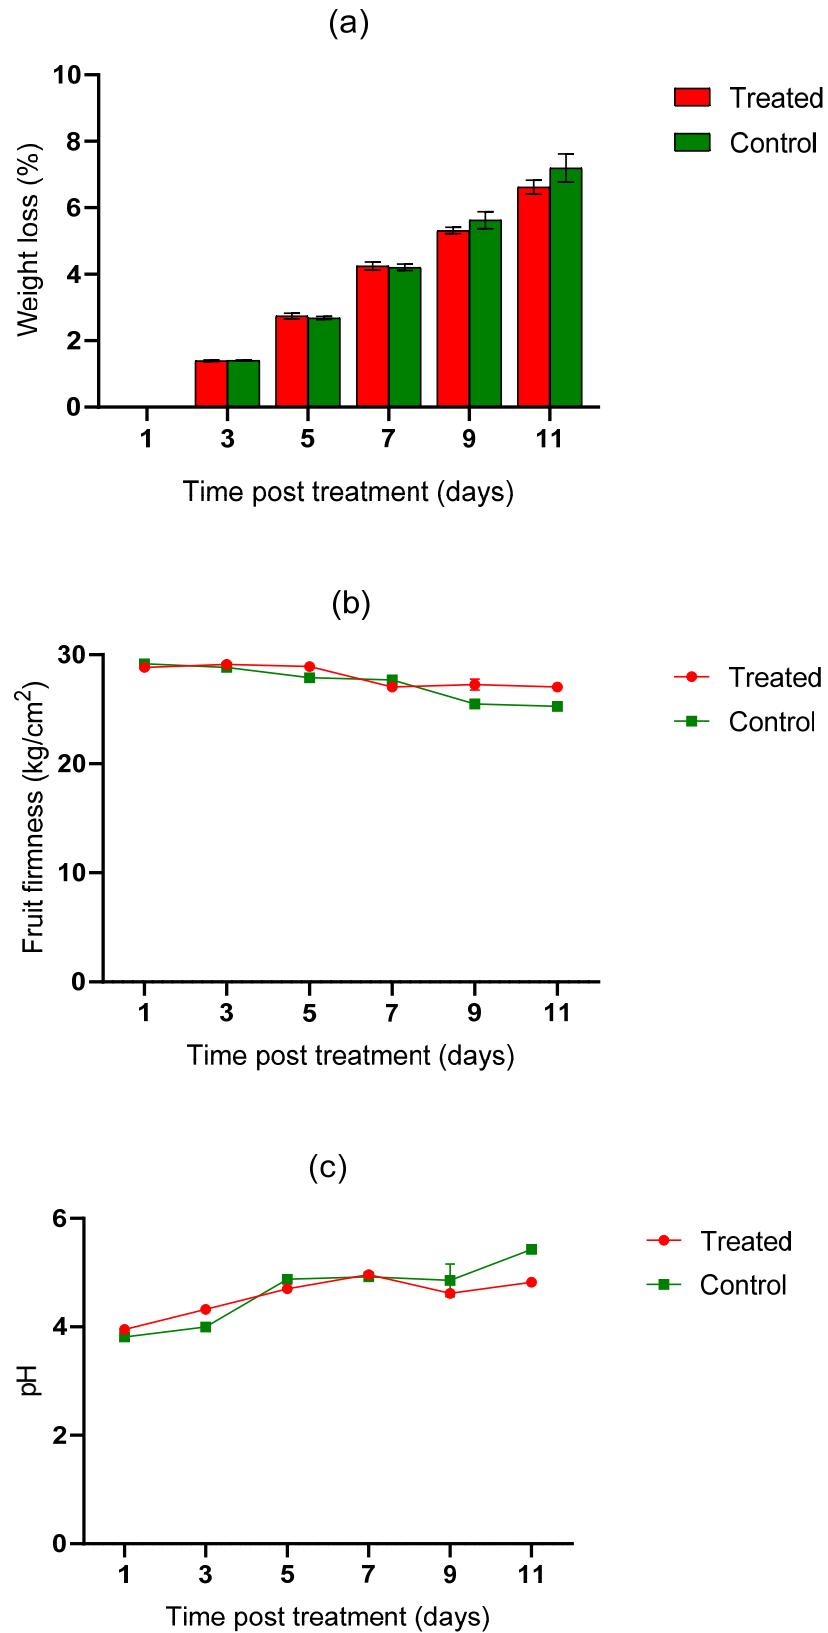 (a)
10
8
6
4
2
0
Weight loss (%)
1 3 5 7 9 11
Time post treatment (days)
Treated
Control
(b)
30
20
10
0
Fruit firmness (kg/cm²)
1 3 5 7 9 11
Time post treatment (days)
Treated
Control
(c)
6
4
2
0
pH
1 3 5 7 9 11
Time post treatment (days)
Treated
Control